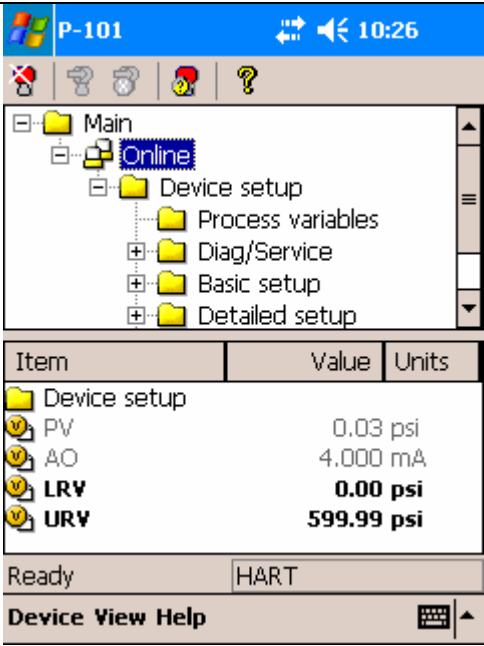 P-101 10:26
Main
Online
Device setup
Process variables
Diag/Service
Basic setup
Detailed setup
Item Value Units
Device setup
PV 0.03 psi
AO 4.000 mA
LRV 0.00 psi
URV 599.99 psi
Ready HART
Device View Help